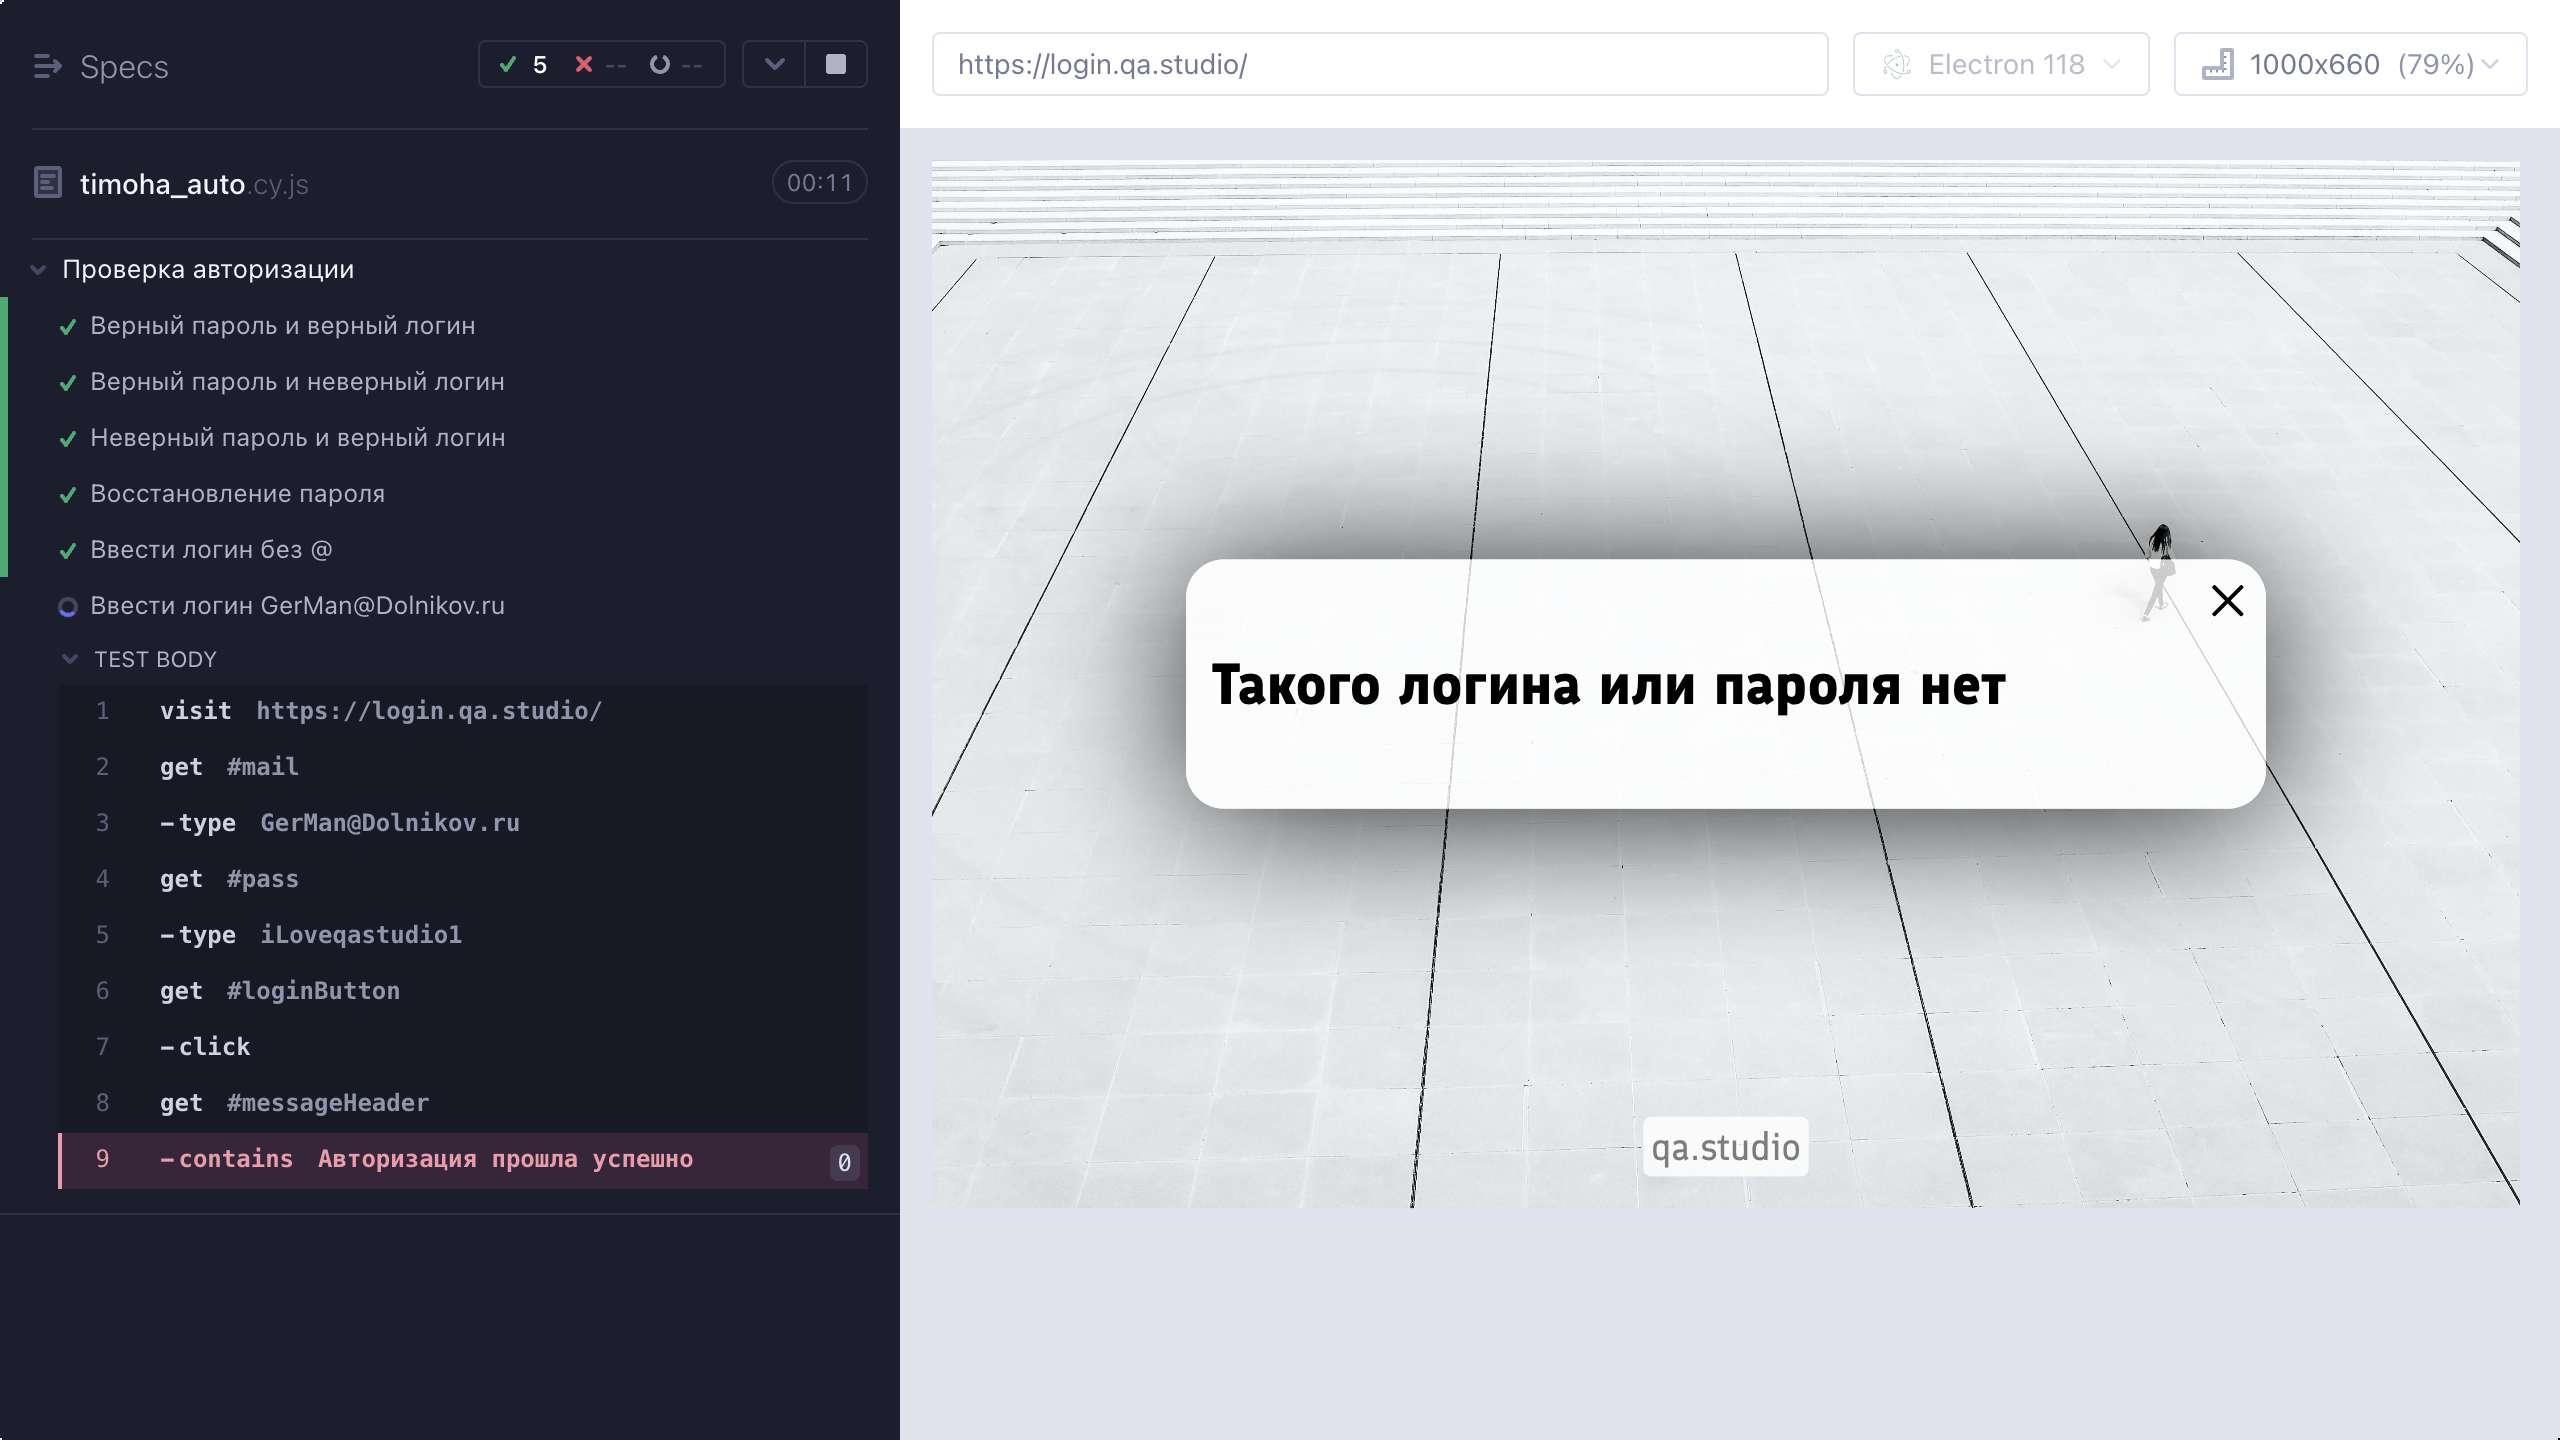 Specs
5 -- --
timoha_auto.cy.js 00:11
Проверка авторизации
Верный пароль и верный логин
Верный пароль и неверный логин
Неверный пароль и верный логин
Восстановление пароля
Ввести логин без @
Ввести логин GerMan@Dolnikov.ru
TEST BODY
1 visit https://login.qa.studio/
2 get #mail
3 -type GerMan@Dolnikov.ru
4 get #pass
5 -type iLoveqastudio1
6 get #loginButton
7 -click
8 get #messageHeader
9 -contains Авторизация прошла успешно 0
https://login.qa.studio/
Electron 118
1000x660 (79%)
Такого логина или пароля нет
qa.studio